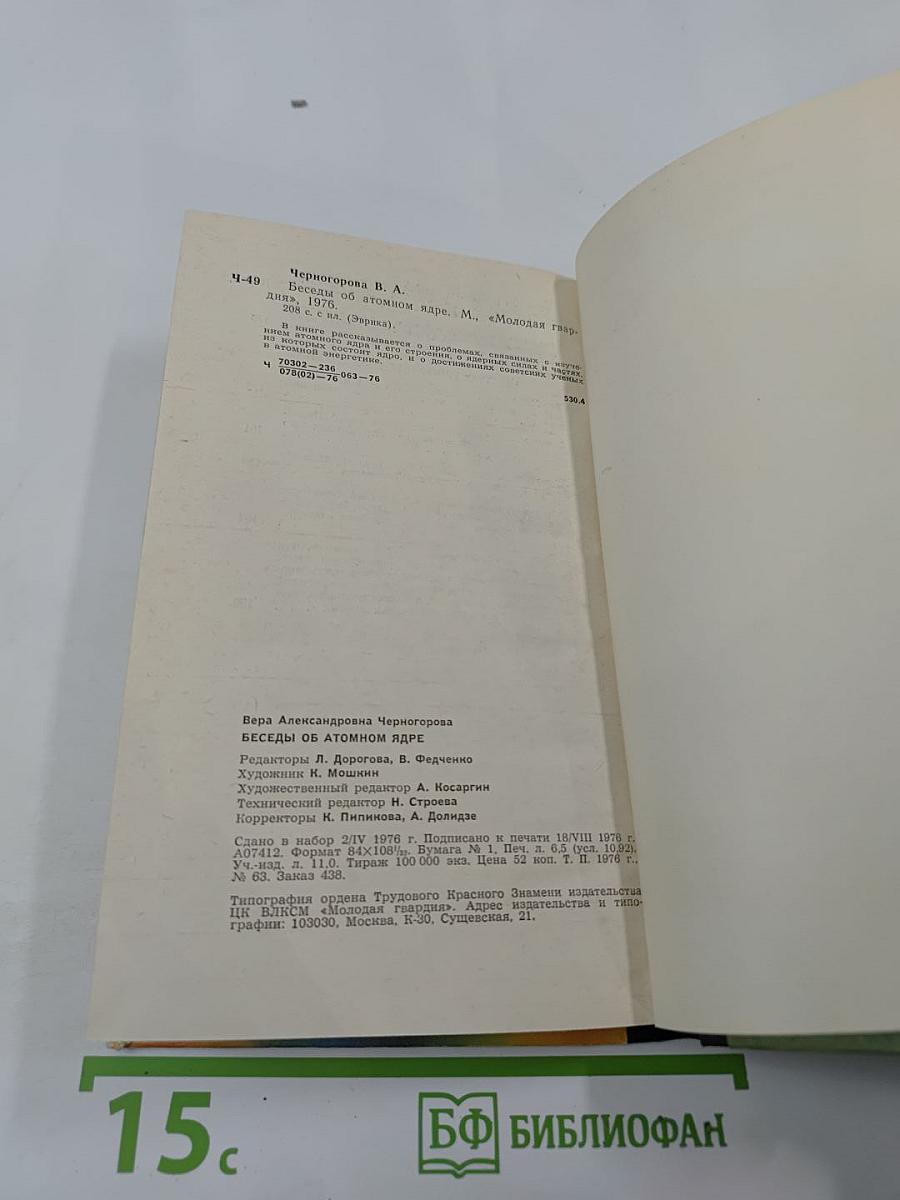 Черногорова В. А.
Ч-49 Беседы об атомном ядре. М., «Молодая гвар-
дия», 1976.
208 с. с ил. (Эврика).
В книге рассказывается о проблемах, связанных с изуче-
нием атомного ядра и его строения, о ядерных силах и частях,
из которых состоит ядро, и о достижениях советских ученых
в атомной энергетике.
Ч 70302—236
078(02)—76 063—76
530.4
Вера Александровна Черногорова
БЕСЕДЫ ОБ АТОМНОМ ЯДРЕ
Редакторы Л. Дорогова, В. Федченко
Художник К. Мошкин
Художественный редактор А. Косаргин
Технический редактор Н. Строева
Корректоры К. Пипикова, А. Долидзе
Сдано в набор 2/IV 1976 г. Подписано к печати 18/VIII 1976 г.
А07412. Формат 84×108¹/₃₂. Бумага № 1, Печ. л. 6,5 (усл. 10,92).
Уч.-изд. л. 11,0. Тираж 100 000 экз. Цена 52 коп. Т. П. 1976 г.,
№ 63. Заказ 438.
Типография ордена Трудового Красного Знамени издательства
ЦК ВЛКСМ «Молодая гвардия». Адрес издательства и типо-
графии: 103030, Москва, К-30, Сущевская, 21.
15 с
БФ БИБЛИОФАН